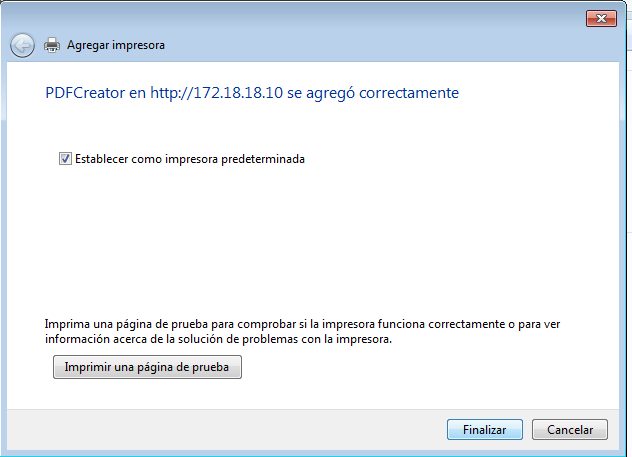 Agregar impresora
PDFCreator en http://172.18.18.10 se agregó correctamente
Establecer como impresora predeterminada
Imprima una página de prueba para comprobar si la impresora funciona correctamente o para ver
información acerca de la solución de problemas con la impresora.
Imprimir una página de prueba
Finalizar
Cancelar